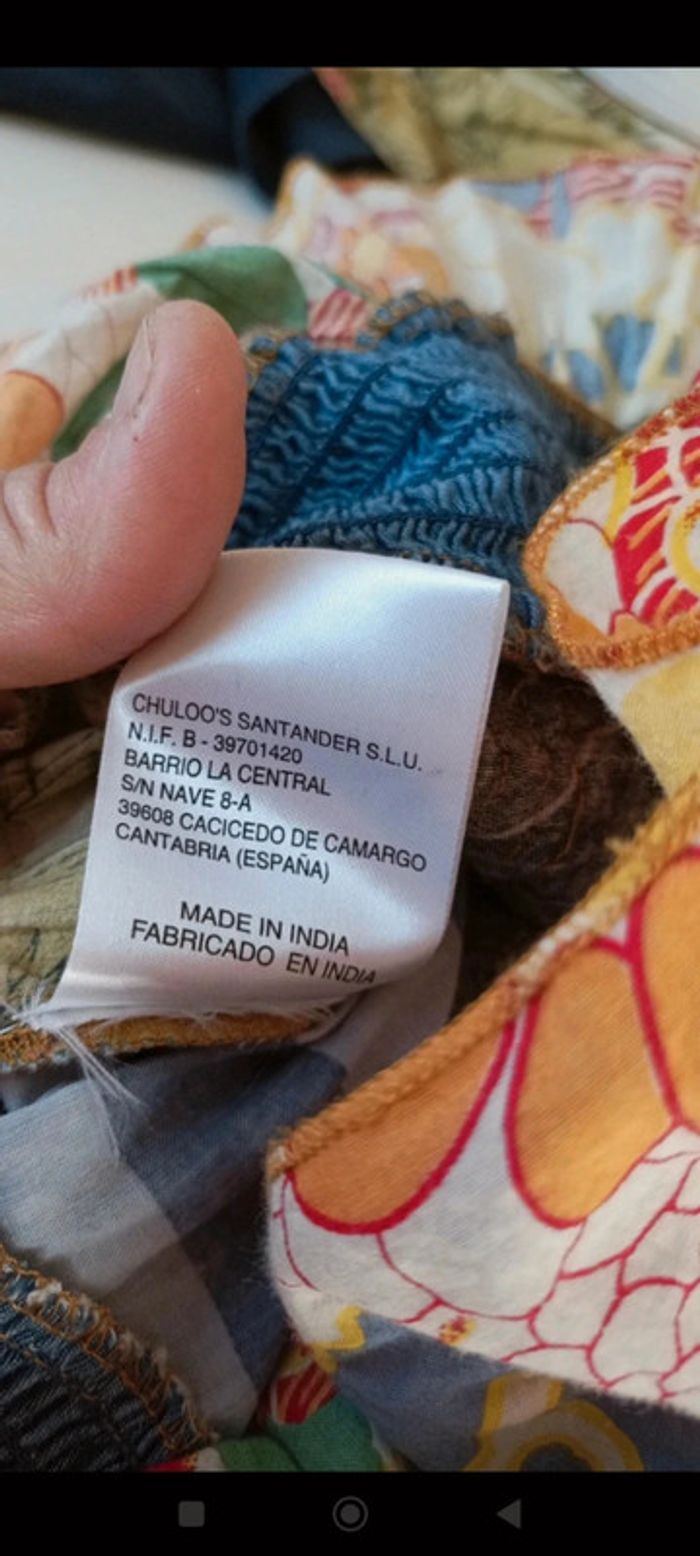 CHULOO'S SANTANDER S.L.U.
N.I.F. B - 39701420
BARRIO LA CENTRAL
S/N NAVE 8-A
39608 CACICEDO DE CAMARGO
CANTABRIA (ESPAÑA)
MADE IN INDIA
FABRICADO EN INDIA